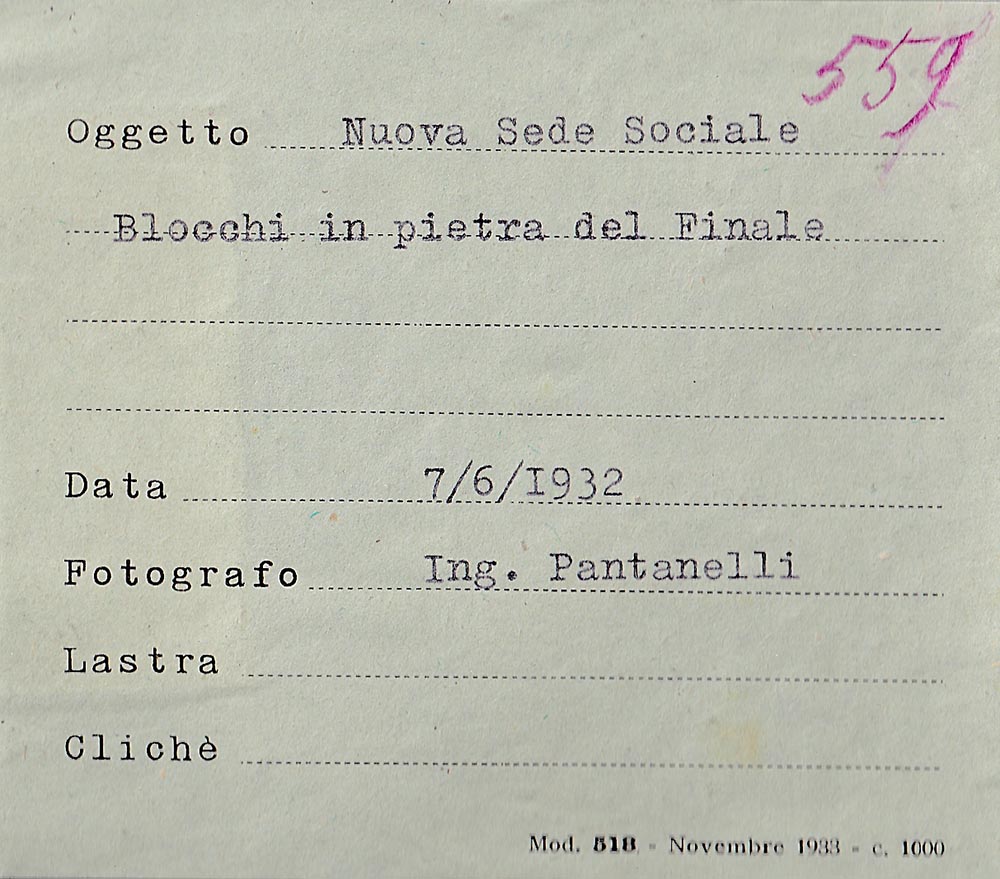 559
Oggetto Nuova Sede Sociale
Blocchi in pietra del Finale
Data 7/6/I932
Fotografo Ing. Pantanelli
Lastra
Clichè
Mod. 518 - Novembre 1933 - c. 1000